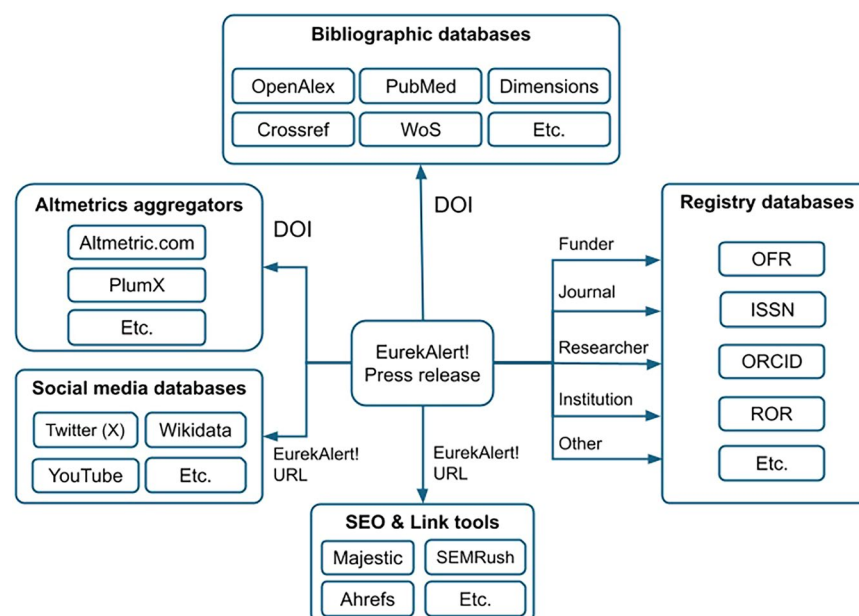 Bibliographic databases
OpenAlex
PubMed
Dimensions
Crossref
WoS
Etc.
Altmetrics aggregators
Altmetric.com
PlumX
Etc.
DOI
DOI
Registry databases
Funder
OFR
Journal
ISSN
Researcher
ORCID
Institution
ROR
Other
Etc.
EurekAlert!
Press release
Social media databases
Twitter (X)
Wikidata
YouTube
Etc.
EurekAlert!
URL
EurekAlert!
URL
SEO & Link tools
Majestic
SEMRush
Ahrefs
Etc.